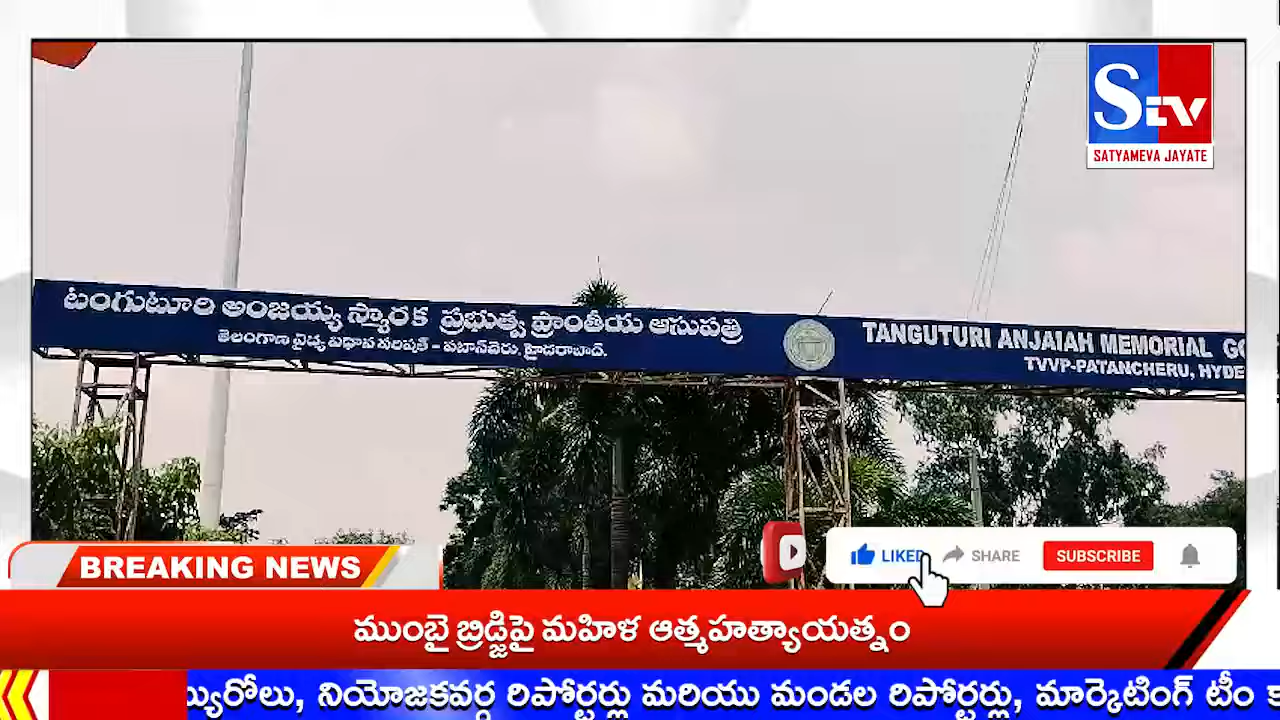 STV
SATYAMEVA JAYATE
టంగుటూరి అంజయ్య స్మారక ప్రభుత్వ ప్రాంతీయ ఆసుపత్రి
తెలంగాణ వైద్య విధాన పరిషత్ - పటాన్‌చెరు, హైదరాబాద్.
TANGUTURI ANJAIAH MEMORIAL GO
TVVP-PATANCHERU, HYDE
LIKED SHARE SUBSCRIBE
BREAKING NEWS
ముంబై బ్రిడ్జిపై మహిళ ఆత్మహత్యాయత్నం
్యురోలు, నియోజకవర్గ రిపోర్టర్లు మరియు మండల రిపోర్టర్లు, మార్కెటింగ్ టీం క